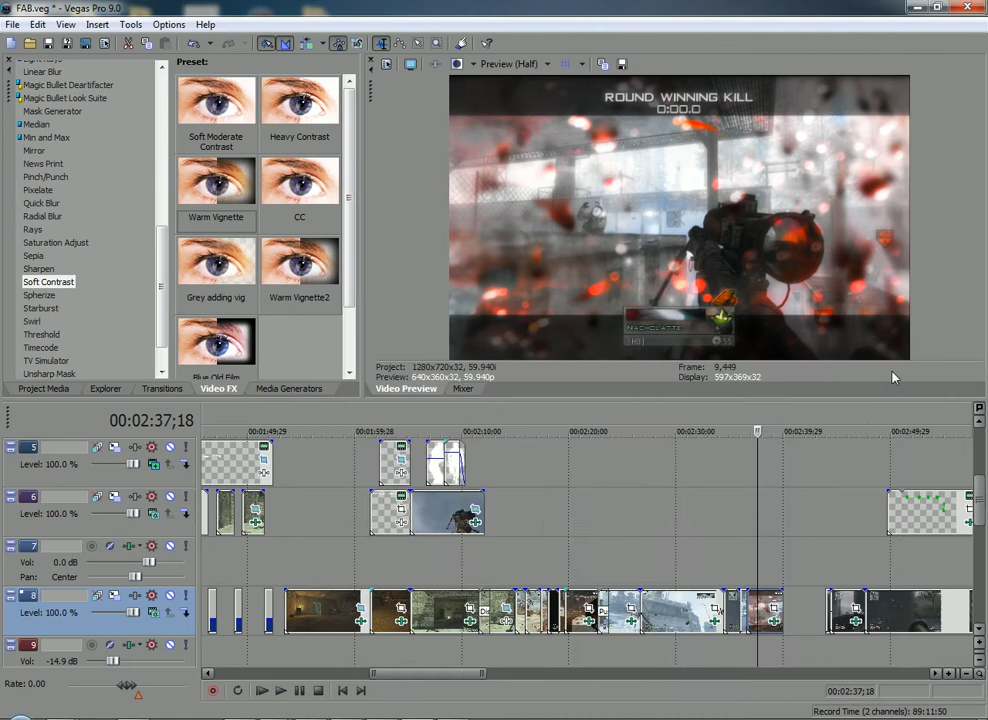 FAB.veg * - Vegas Pro 9.0
File Edit View Insert Tools Options Help
Preview (Half)
Linear Blur
Magic Bullet Deartifacter
Magic Bullet Look Suite
Mask Generator
Median
Min and Max
Mirror
News Print
Pinch/Punch
Pixelate
Quick Blur
Radial Blur
Rays
Saturation Adjust
Sepia
Sharpen
Soft Contrast
Spherize
Starburst
Swirl
Threshold
Timecode
TV Simulator
Unsharp Mask
Preset:
Soft Moderate
Contrast
Heavy Contrast
Warm Vignette
CC
Grey adding vig
Warm Vignette2
Blue Old Film
ROUND WINNING KILL
0:00.0
NACHOLATTE
55
Project: 1280x720x32, 59.940i
Preview: 640x360x32, 59.940p
Frame: 9,449
Display: 597x369x32
Project Media Explorer Transitions Video FX Media Generators
Video Preview Mixer
00:02:37;18
00:01:49:29 00:01:59:28 00:02:10:00 00:02:20:00 00:02:30:00 00:02:39:29 00:02:49:29
5
Level: 100.0 %
6
Level: 100.0 %
7
Vol: 0.0 dB
Pan: Center
8
Level: 100.0 %
9
Vol: -14.9 dB
Rate: 0.00
00:02:37;18
Record Time (2 channels): 89:11:50